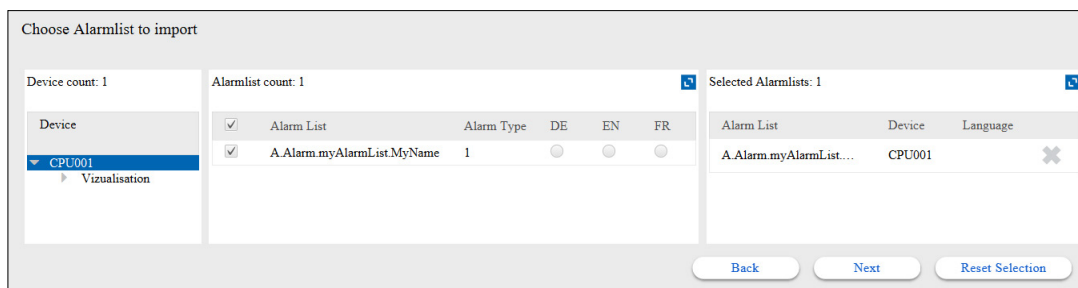 Choose Alarmlist to import
Device count: 1
Alarmlist count: 1
Selected Alarmlists: 1
Device
Alarm List Alarm Type DE EN FR
Alarm List Device Language
CPU001
A.Alarm.myAlarmList.MyName 1
A.Alarm.myAlarmList.... CPU001
Vizualisation
Back Next Reset Selection